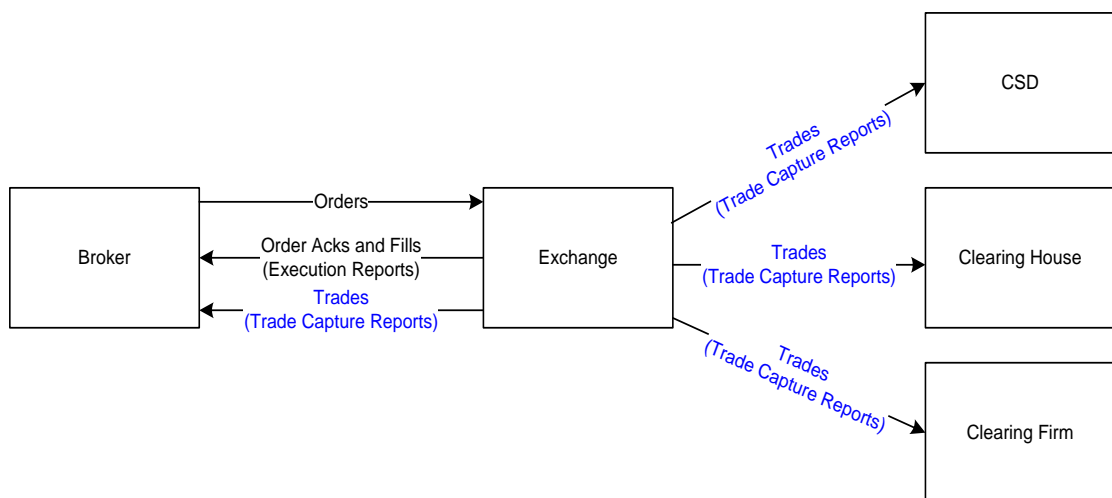 CSD
Trades
(Trade Capture Reports)
Broker
Orders
Order Acks and Fills
(Execution Reports)
Trades
(Trade Capture Reports)
Exchange
Trades
(Trade Capture Reports)
Clearing House
Trades
(Trade Capture Reports)
Clearing Firm